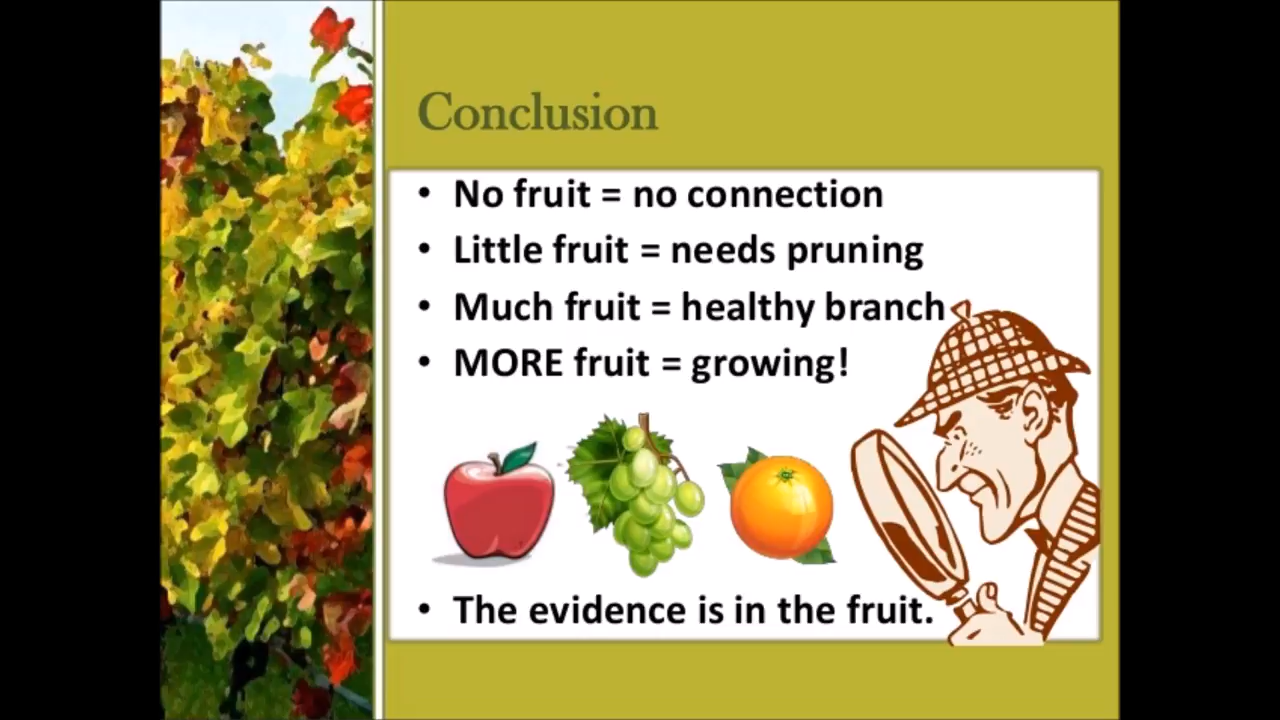 Conclusion
• No fruit = no connection
• Little fruit = needs pruning
• Much fruit = healthy branch
• MORE fruit = growing!
• The evidence is in the fruit.